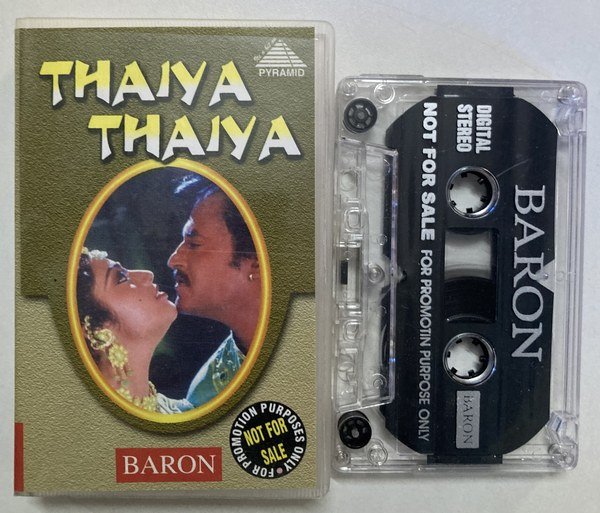 THAIYA
THAIYA
PYRAMID
BARON
FOR PROMOTION PURPOSES ONLY
NOT FOR
SALE
DIGITAL
STEREO
NOT FOR SALE FOR PROMOTIN PURPOSE ONLY
BARON
BARON